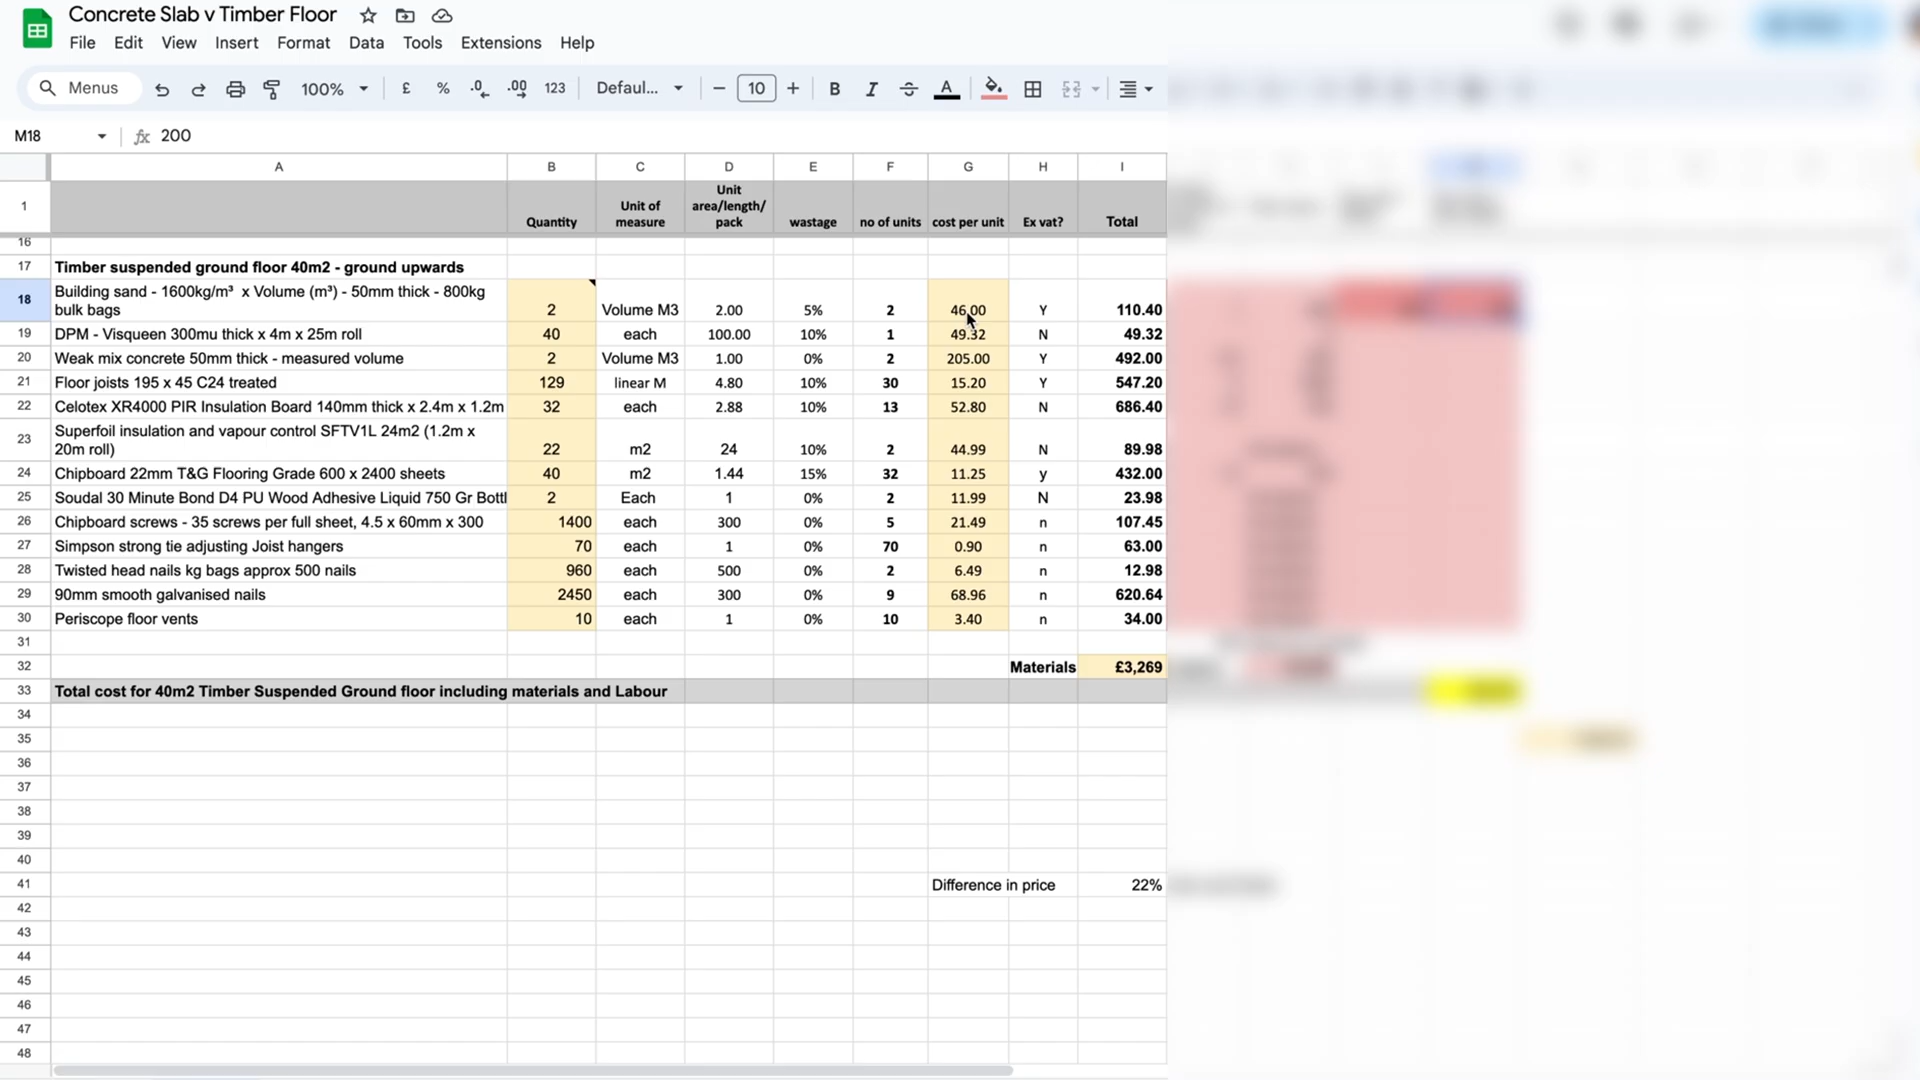 Concrete Slab v Timber Floor
File Edit View Insert Format Data Tools Extensions Help
Menus 100% £ % .0 .00 123 Defaul... − 10 + B I A
M18 fx 200
A B C D E F G H I
1 Quantity Unit of measure Unit area/length/ pack wastage no of units cost per unit Ex vat? Total
16
17 Timber suspended ground floor 40m2 - ground upwards
18 Building sand - 1600kg/m³ x Volume (m³) - 50mm thick - 800kg bulk bags 2 Volume M3 2.00 5% 2 46.00 Y 110.40
19 DPM - Visqueen 300mu thick x 4m x 25m roll 40 each 100.00 10% 1 49.32 N 49.32
20 Weak mix concrete 50mm thick - measured volume 2 Volume M3 1.00 0% 2 205.00 Y 492.00
21 Floor joists 195 x 45 C24 treated 129 linear M 4.80 10% 30 15.20 Y 547.20
22 Celotex XR4000 PIR Insulation Board 140mm thick x 2.4m x 1.2m 32 each 2.88 10% 13 52.80 N 686.40
23 Superfoil insulation and vapour control SFTV1L 24m2 (1.2m x 20m roll) 22 m2 24 10% 2 44.99 N 89.98
24 Chipboard 22mm T&G Flooring Grade 600 x 2400 sheets 40 m2 1.44 15% 32 11.25 y 432.00
25 Soudal 30 Minute Bond D4 PU Wood Adhesive Liquid 750 Gr Bottl 2 Each 1 0% 2 11.99 N 23.98
26 Chipboard screws - 35 screws per full sheet, 4.5 x 60mm x 300 1400 each 300 0% 5 21.49 n 107.45
27 Simpson strong tie adjusting Joist hangers 70 each 1 0% 70 0.90 n 63.00
28 Twisted head nails kg bags approx 500 nails 960 each 500 0% 2 6.49 n 12.98
29 90mm smooth galvanised nails 2450 each 300 0% 9 68.96 n 620.64
30 Periscope floor vents 10 each 1 0% 10 3.40 n 34.00
31
32 Materials £3,269
33 Total cost for 40m2 Timber Suspended Ground floor including materials and Labour
34
35
36
37
38
39
40
41 Difference in price 22%
42
43
44
45
46
47
48